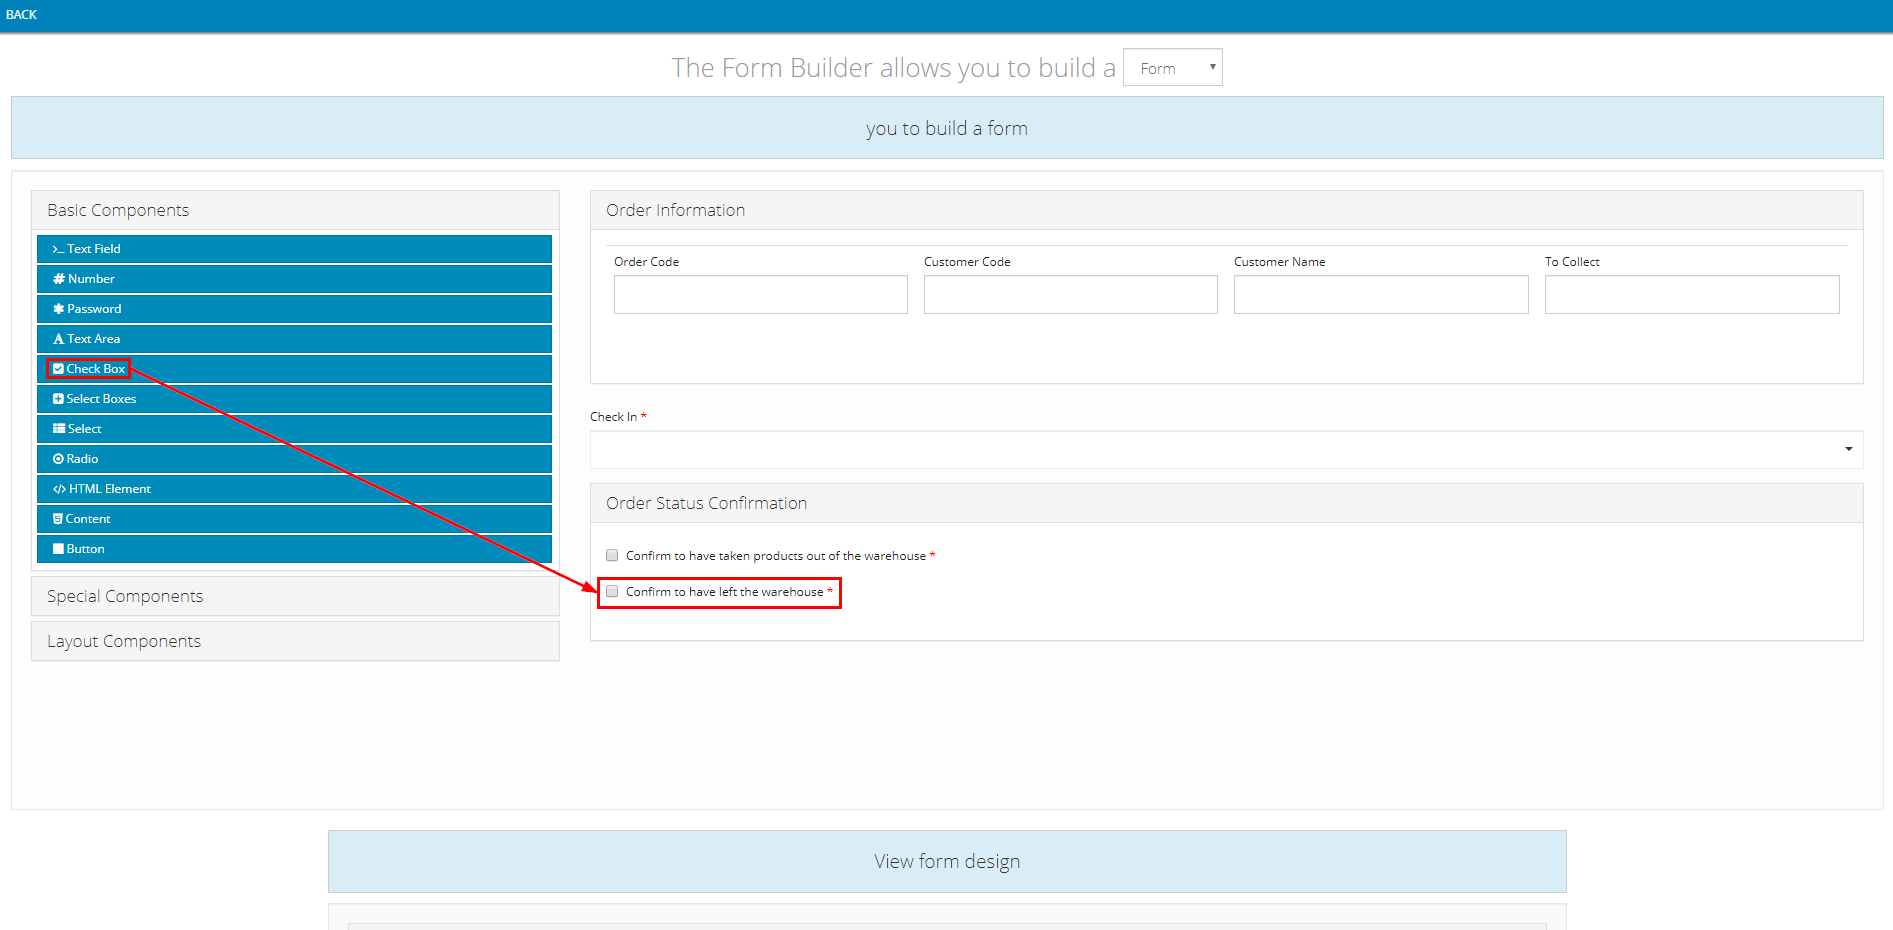 BACK
The Form Builder allows you to build a Form
you to build a form
Basic Components
Text Field
Number
Password
Text Area
Check Box
Select Boxes
Select
Radio
HTML Element
Content
Button
Special Components
Layout Components
Order Information
Order Code Customer Code Customer Name To Collect
Check In *
Order Status Confirmation
Confirm to have taken products out of the warehouse *
Confirm to have left the warehouse *
View form design